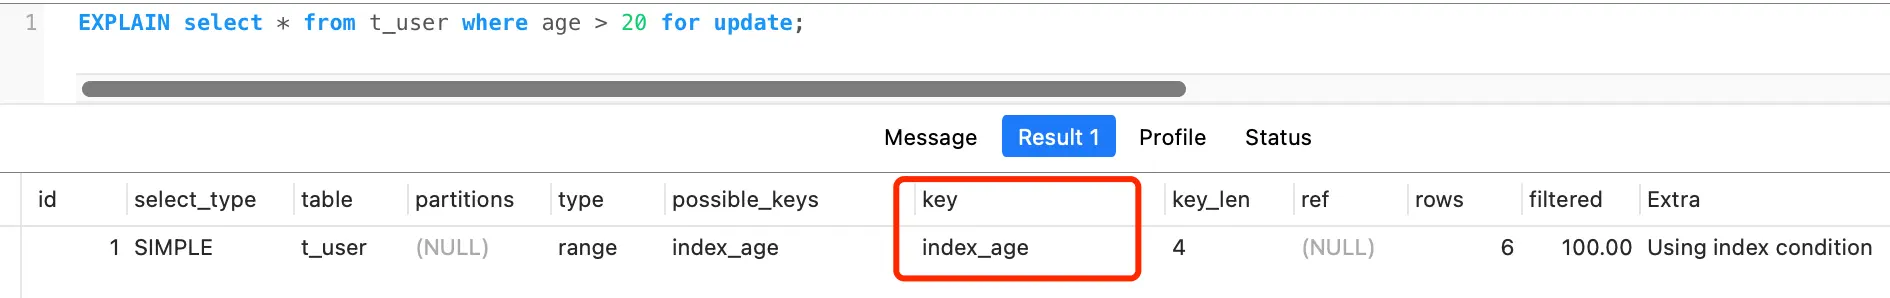 1 EXPLAIN select * from t_user where age > 20 for update;
Message Result 1 Profile Status
id select_type table partitions type possible_keys key key_len ref rows filtered Extra
1 SIMPLE t_user (NULL) range index_age index_age 4 (NULL) 6 100.00 Using index condition